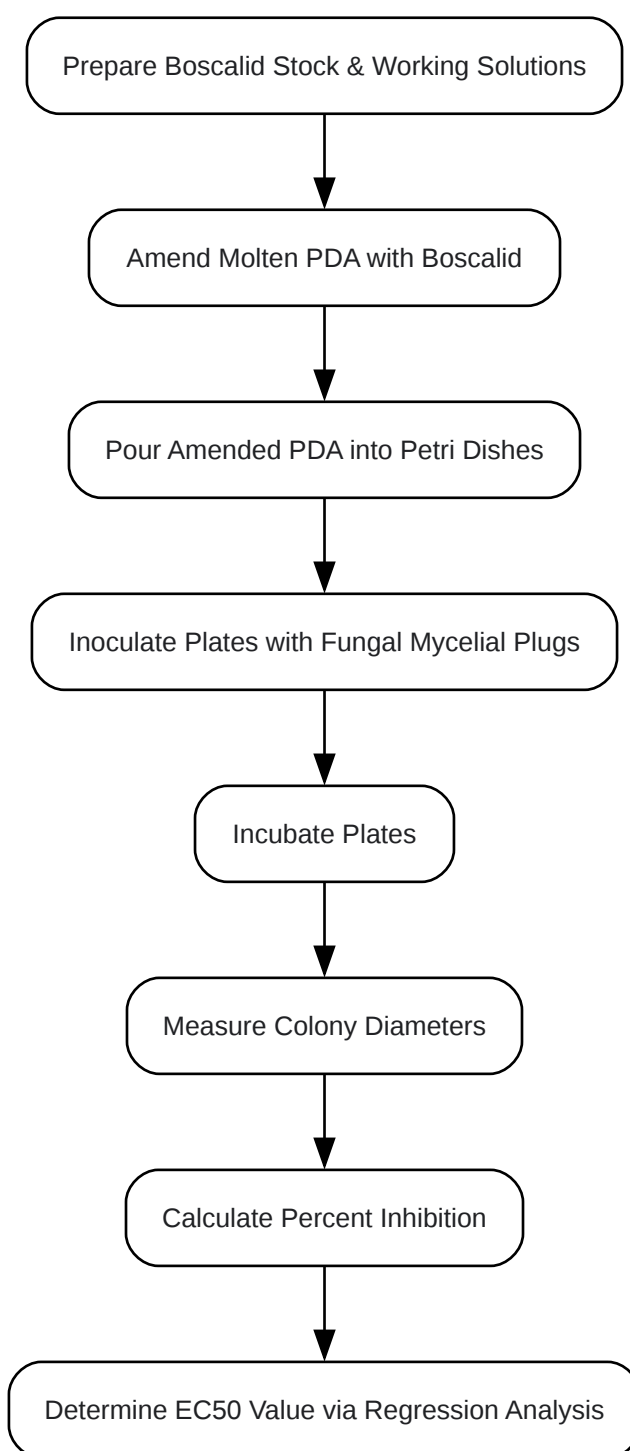 Prepare Boscalid Stock & Working Solutions
Amend Molten PDA with Boscalid
Pour Amended PDA into Petri Dishes
Inoculate Plates with Fungal Mycelial Plugs
Incubate Plates
Measure Colony Diameters
Calculate Percent Inhibition
Determine EC50 Value via Regression Analysis